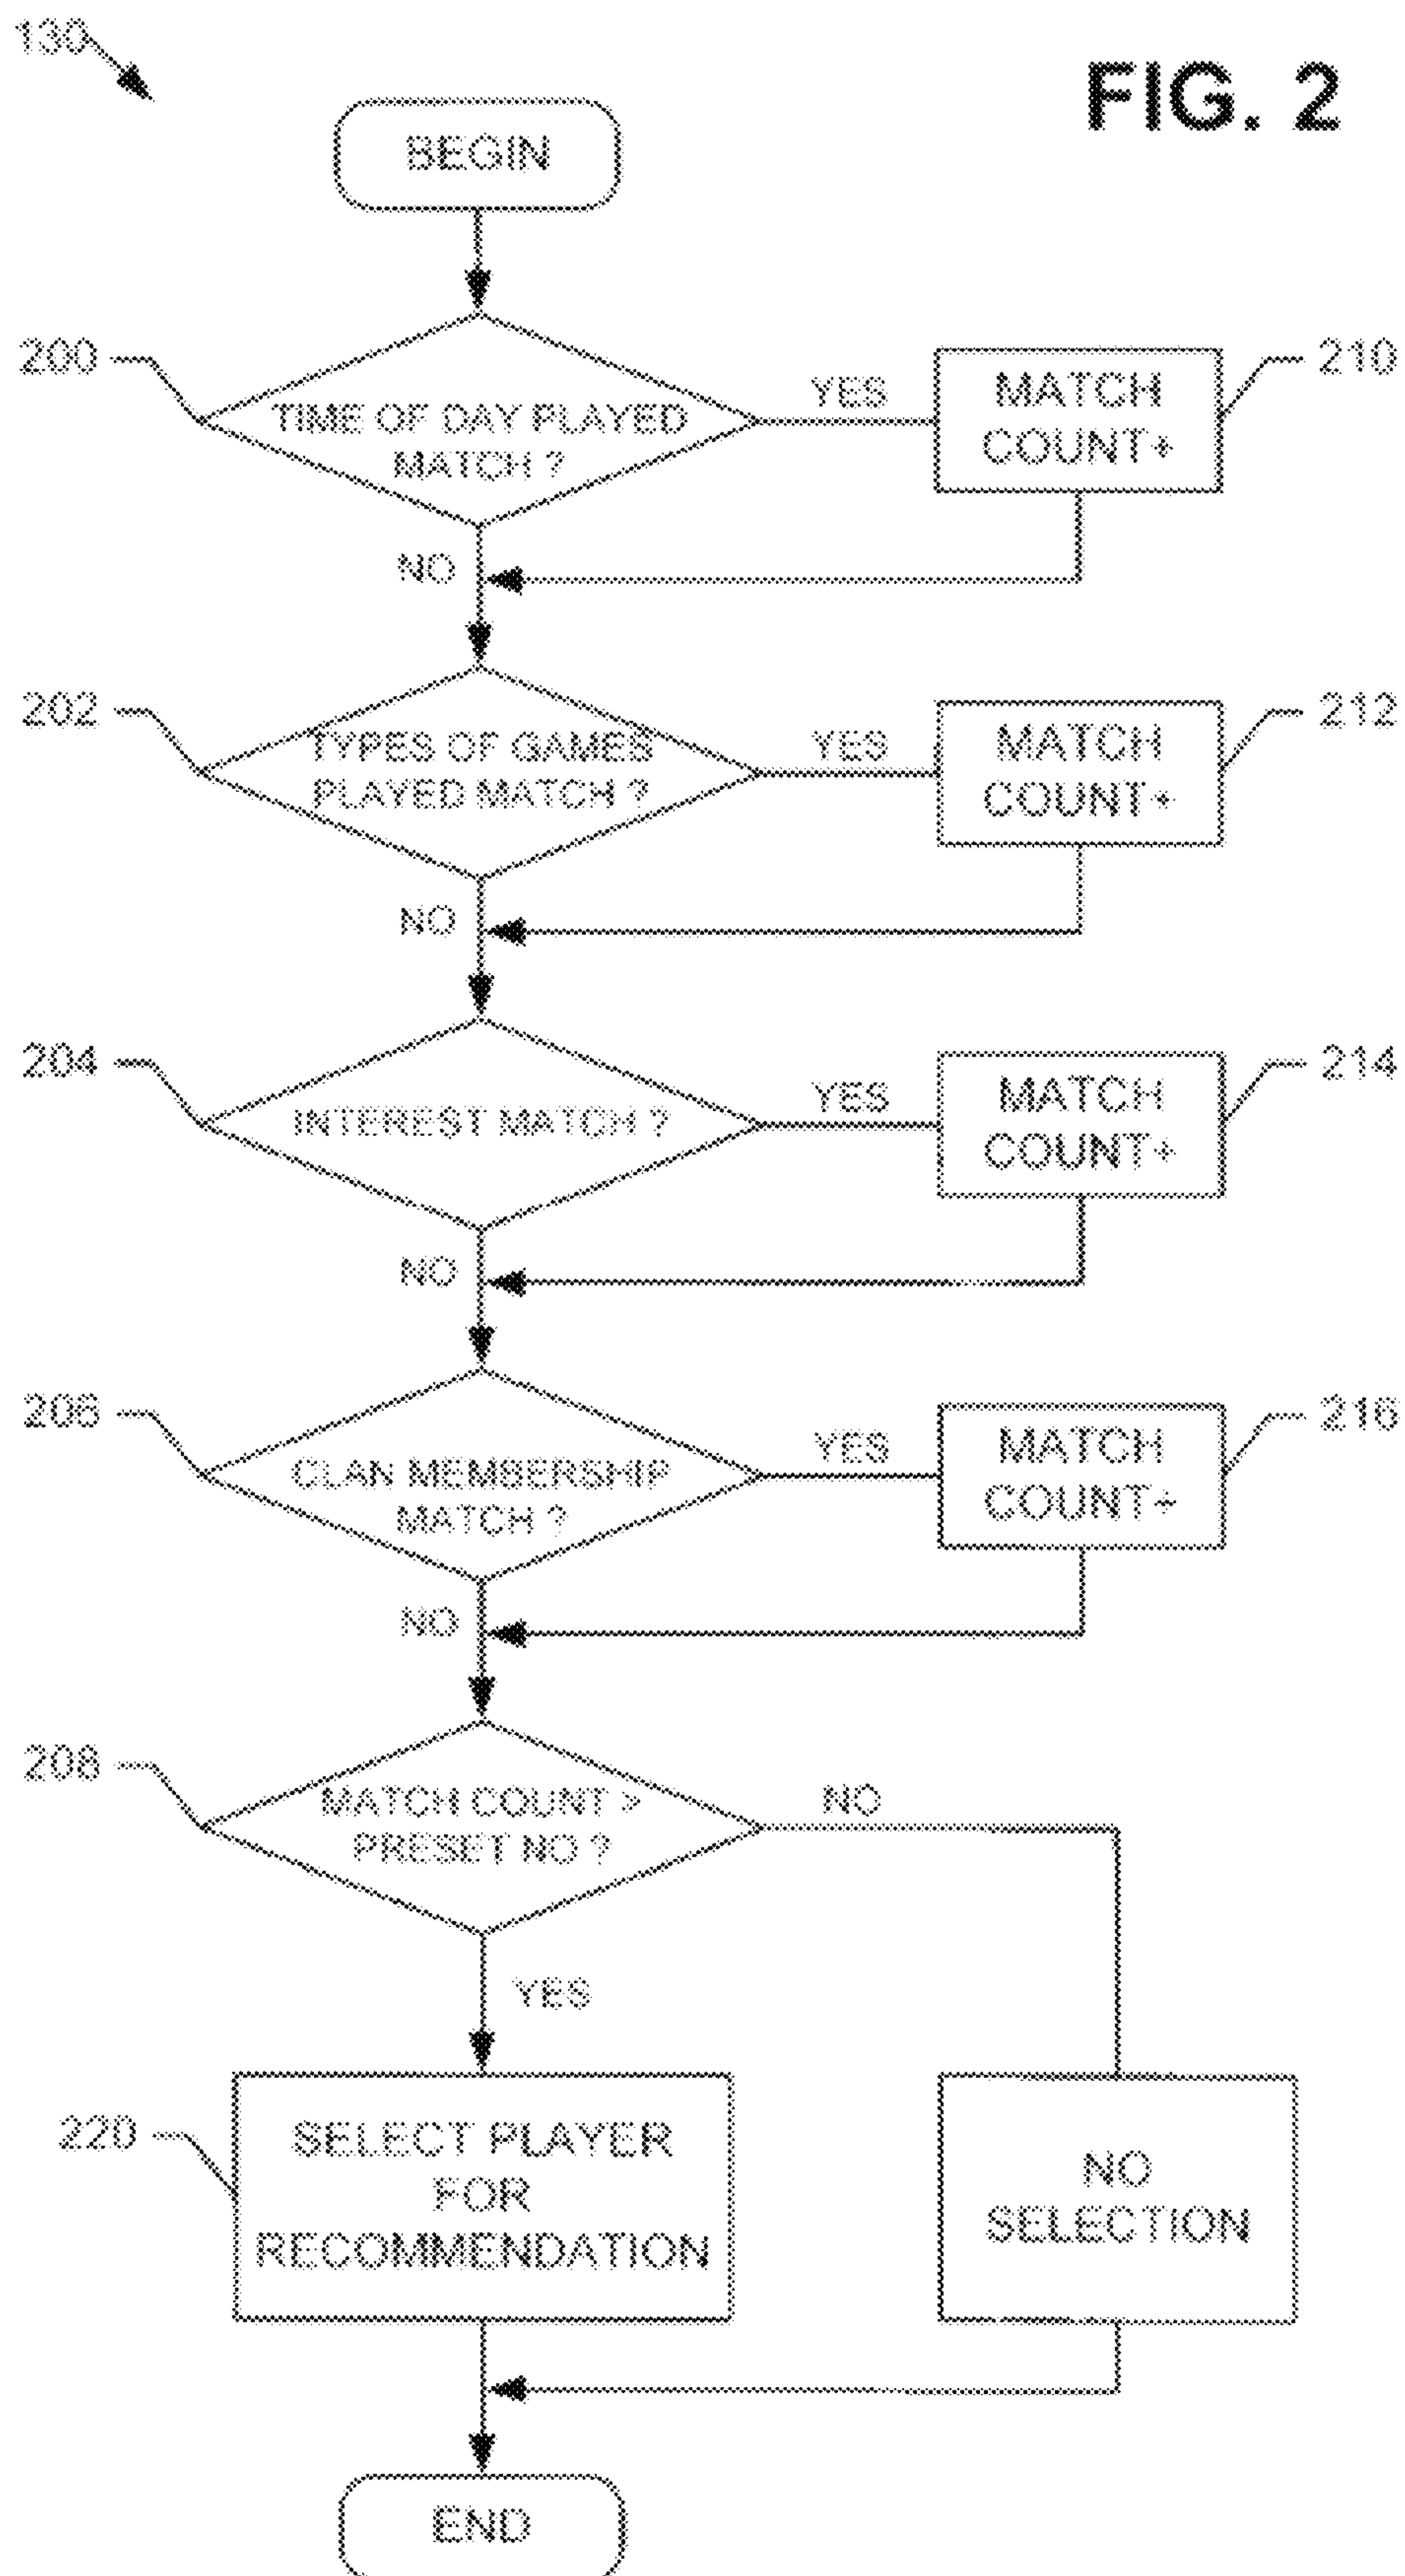 130
FIG. 2
BEGIN
200
TIME OF DAY PLAYED
MATCH ?
YES
MATCH
COUNT+
210
NO
202
TYPES OF GAMES
PLAYED MATCH ?
YES
MATCH
COUNT+
212
NO
204
INTEREST MATCH ?
YES
MATCH
COUNT+
214
NO
206
CLAN MEMBERSHIP
MATCH ?
YES
MATCH
COUNT+
216
NO
208
MATCH COUNT >
PRESET NO ?
NO
YES
220
SELECT PLAYER
FOR
RECOMMENDATION
NO
SELECTION
END